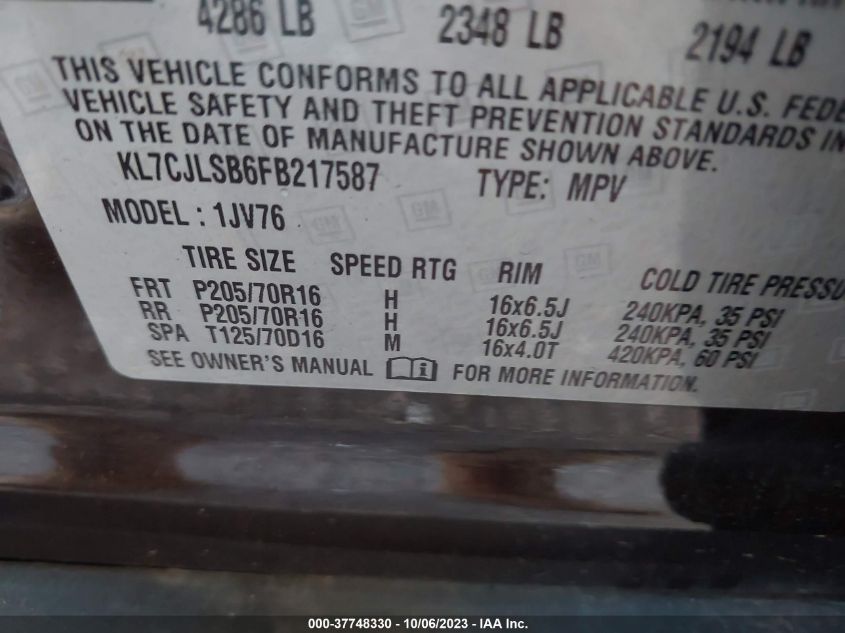 4286 LB 2348 LB 2194 LB
THIS VEHICLE CONFORMS TO ALL APPLICABLE U.S. FEDE
VEHICLE SAFETY AND THEFT PREVENTION STANDARDS IN
ON THE DATE OF MANUFACTURE SHOWN ABOVE.
KL7CJLSB6FB217587 TYPE: MPV
MODEL : 1JV76
TIRE SIZE SPEED RTG RIM COLD TIRE PRESSU
FRT P205/70R16 H 16x6.5J 240KPA, 35 PSI
RR P205/70R16 H 16x6.5J 240KPA, 35 PSI
SPA T125/70D16 M 16x4.0T 420KPA, 60 PSI
SEE OWNER'S MANUAL FOR MORE INFORMATION.
000-37748330 - 10/06/2023 - IAA Inc.